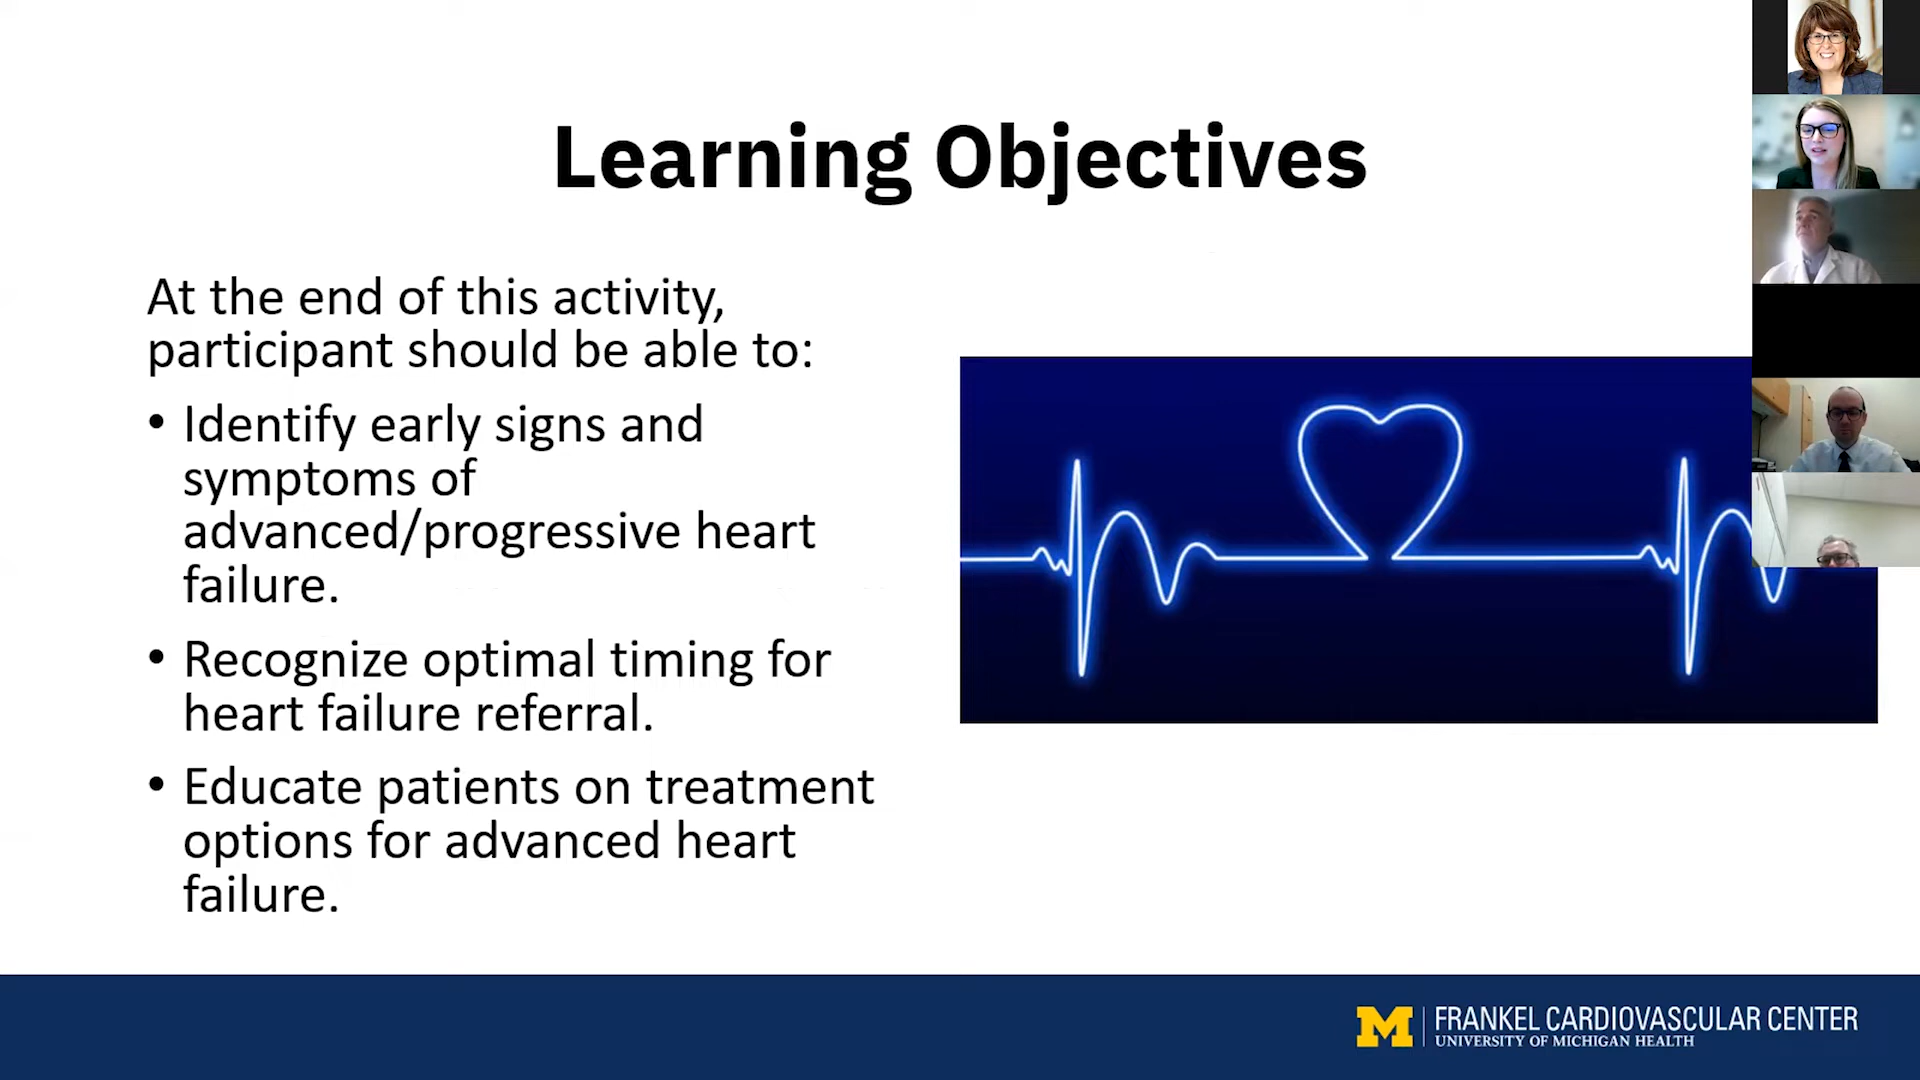 Learning Objectives
At the end of this activity,
participant should be able to:
• Identify early signs and
symptoms of
advanced/progressive heart
failure.
• Recognize optimal timing for
heart failure referral.
• Educate patients on treatment
options for advanced heart
failure.
M FRANKEL CARDIOVASCULAR CENTER
UNIVERSITY OF MICHIGAN HEALTH